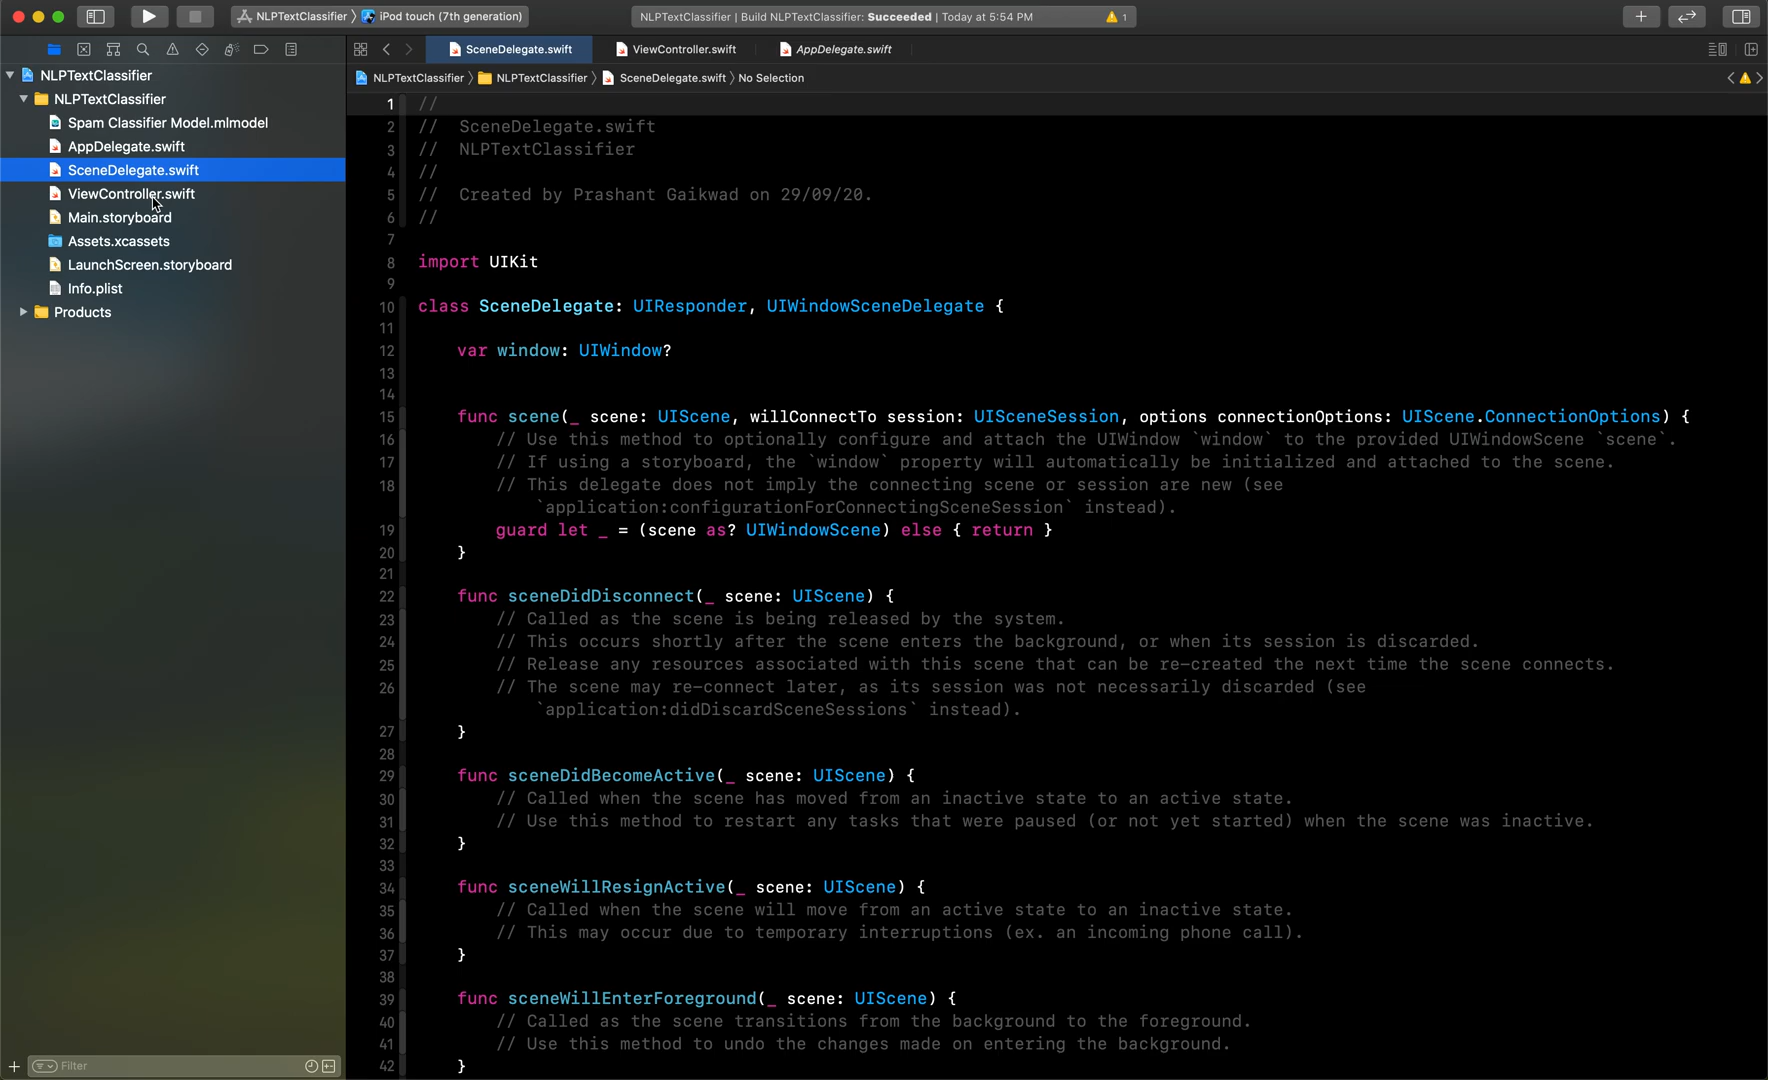 NLPTextClassifier 〉 iPod touch (7th generation)
NLPTextClassifier | Build NLPTextClassifier: Succeeded | Today at 5:54 PM
1
SceneDelegate.swift
ViewController.swift
AppDelegate.swift
NLPTextClassifier 〉 NLPTextClassifier 〉 SceneDelegate.swift 〉 No Selection
NLPTextClassifier
NLPTextClassifier
Spam Classifier Model.mlmodel
AppDelegate.swift
SceneDelegate.swift
ViewController.swift
Main.storyboard
Assets.xcassets
LaunchScreen.storyboard
Info.plist
Products
Filter
1 //
2 //  SceneDelegate.swift
3 //  NLPTextClassifier
4 //
5 //  Created by Prashant Gaikwad on 29/09/20.
6 //
7
8 import UIKit
9
10 class SceneDelegate: UIResponder, UIWindowSceneDelegate {
11
12     var window: UIWindow?
13
14
15     func scene(_ scene: UIScene, willConnectTo session: UISceneSession, options connectionOptions: UIScene.ConnectionOptions) {
16         // Use this method to optionally configure and attach the UIWindow `window` to the provided UIWindowScene `scene`.
17         // If using a storyboard, the `window` property will automatically be initialized and attached to the scene.
18         // This delegate does not imply the connecting scene or session are new (see
`application:configurationForConnectingSceneSession` instead).
19         guard let _ = (scene as? UIWindowScene) else { return }
20     }
21
22     func sceneDidDisconnect(_ scene: UIScene) {
23         // Called as the scene is being released by the system.
24         // This occurs shortly after the scene enters the background, or when its session is discarded.
25         // Release any resources associated with this scene that can be re-created the next time the scene connects.
26         // The scene may re-connect later, as its session was not necessarily discarded (see
`application:didDiscardSceneSessions` instead).
27     }
28
29     func sceneDidBecomeActive(_ scene: UIScene) {
30         // Called when the scene has moved from an inactive state to an active state.
31         // Use this method to restart any tasks that were paused (or not yet started) when the scene was inactive.
32     }
33
34     func sceneWillResignActive(_ scene: UIScene) {
35         // Called when the scene will move from an active state to an inactive state.
36         // This may occur due to temporary interruptions (ex. an incoming phone call).
37     }
38
39     func sceneWillEnterForeground(_ scene: UIScene) {
40         // Called as the scene transitions from the background to the foreground.
41         // Use this method to undo the changes made on entering the background.
42     }